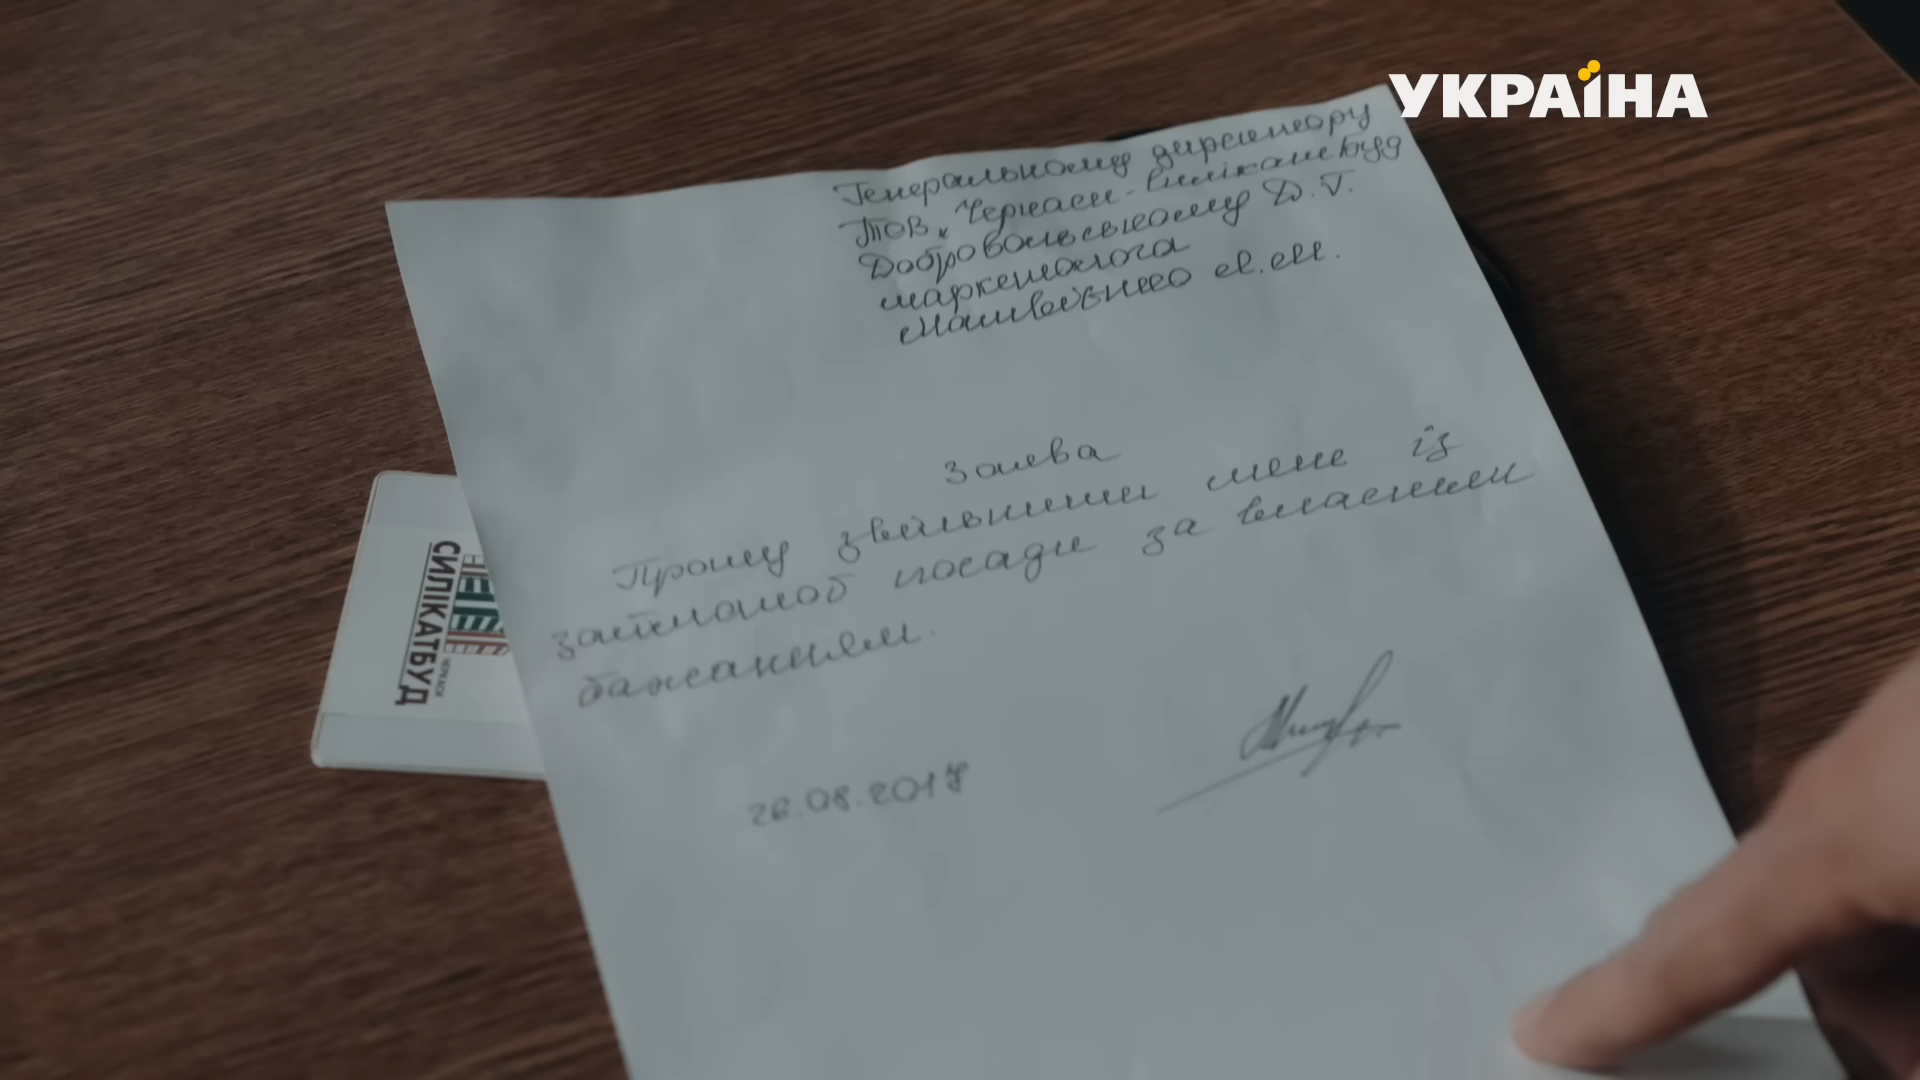 УКРАЇНА
Генеральному директору
ТОВ „Черкаси-Силікатбуд
Добровольському Д.Г.
маркетолога
Матвієнко М.М.
Заява
Прошу звільнити мене із
займаної посади за власним
бажанням.
26.08.2017
СИЛІКАТБУД
ЧЕРКАСИ